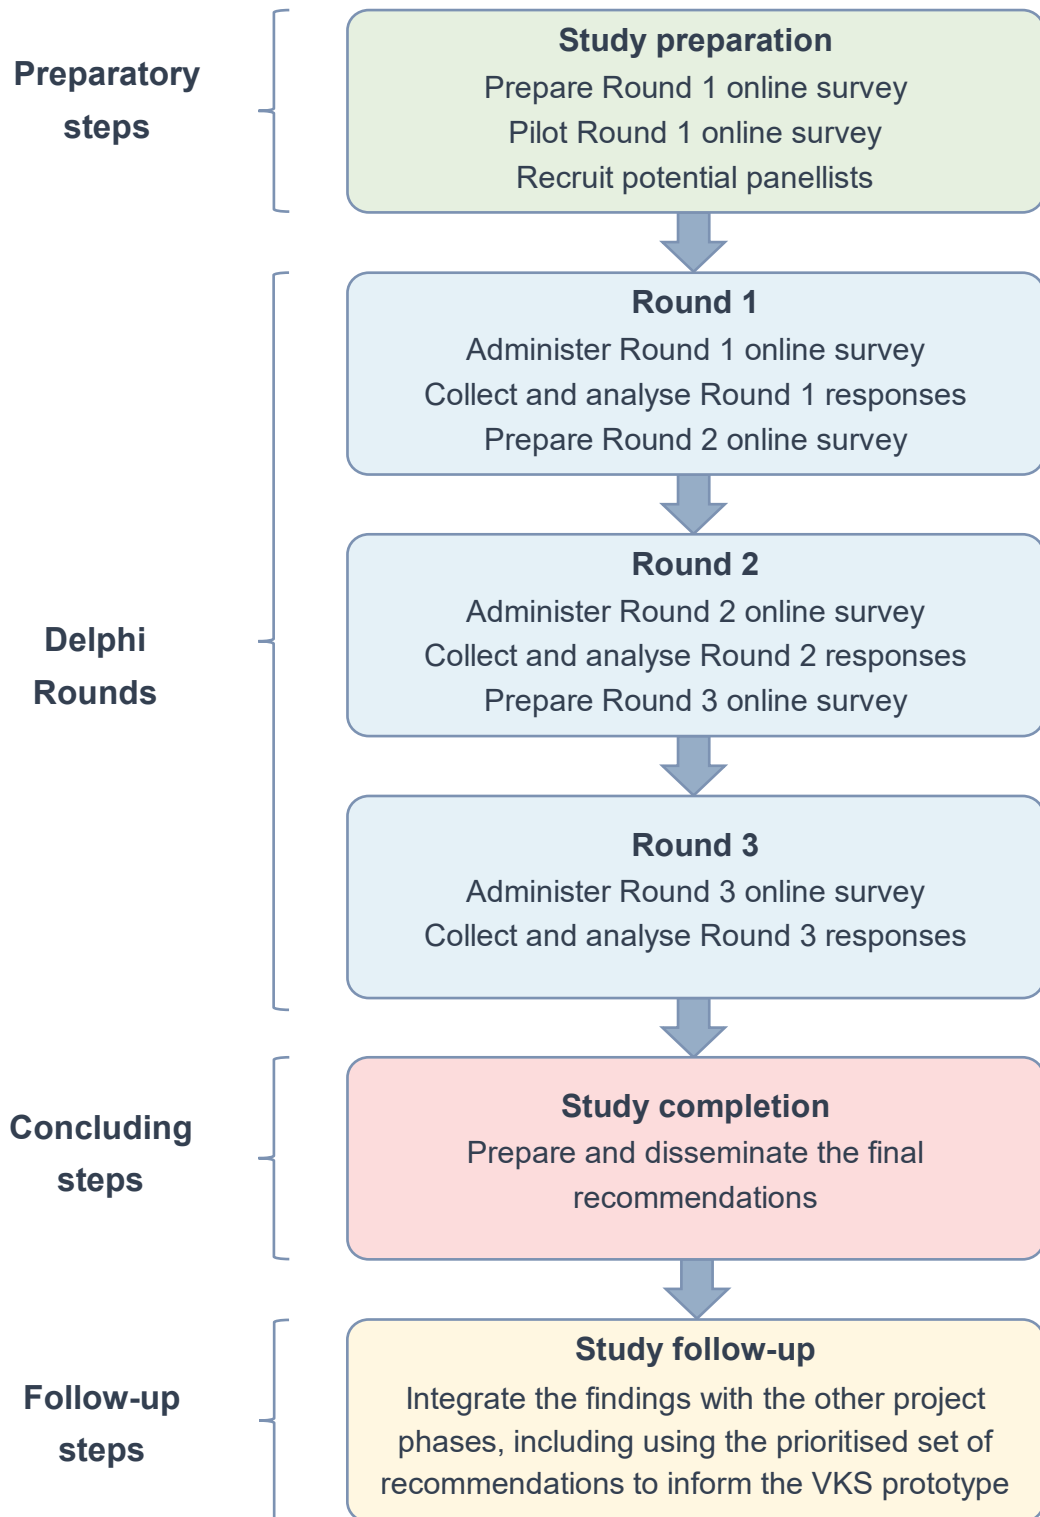 Preparatory
steps
Study preparation
Prepare Round 1 online survey
Pilot Round 1 online survey
Recruit potential panellists
Delphi
Rounds
Round 1
Administer Round 1 online survey
Collect and analyse Round 1 responses
Prepare Round 2 online survey
Round 2
Administer Round 2 online survey
Collect and analyse Round 2 responses
Prepare Round 3 online survey
Round 3
Administer Round 3 online survey
Collect and analyse Round 3 responses
Concluding
steps
Study completion
Prepare and disseminate the final
recommendations
Follow-up
steps
Study follow-up
Integrate the findings with the other project
phases, including using the prioritised set of
recommendations to inform the VKS prototype